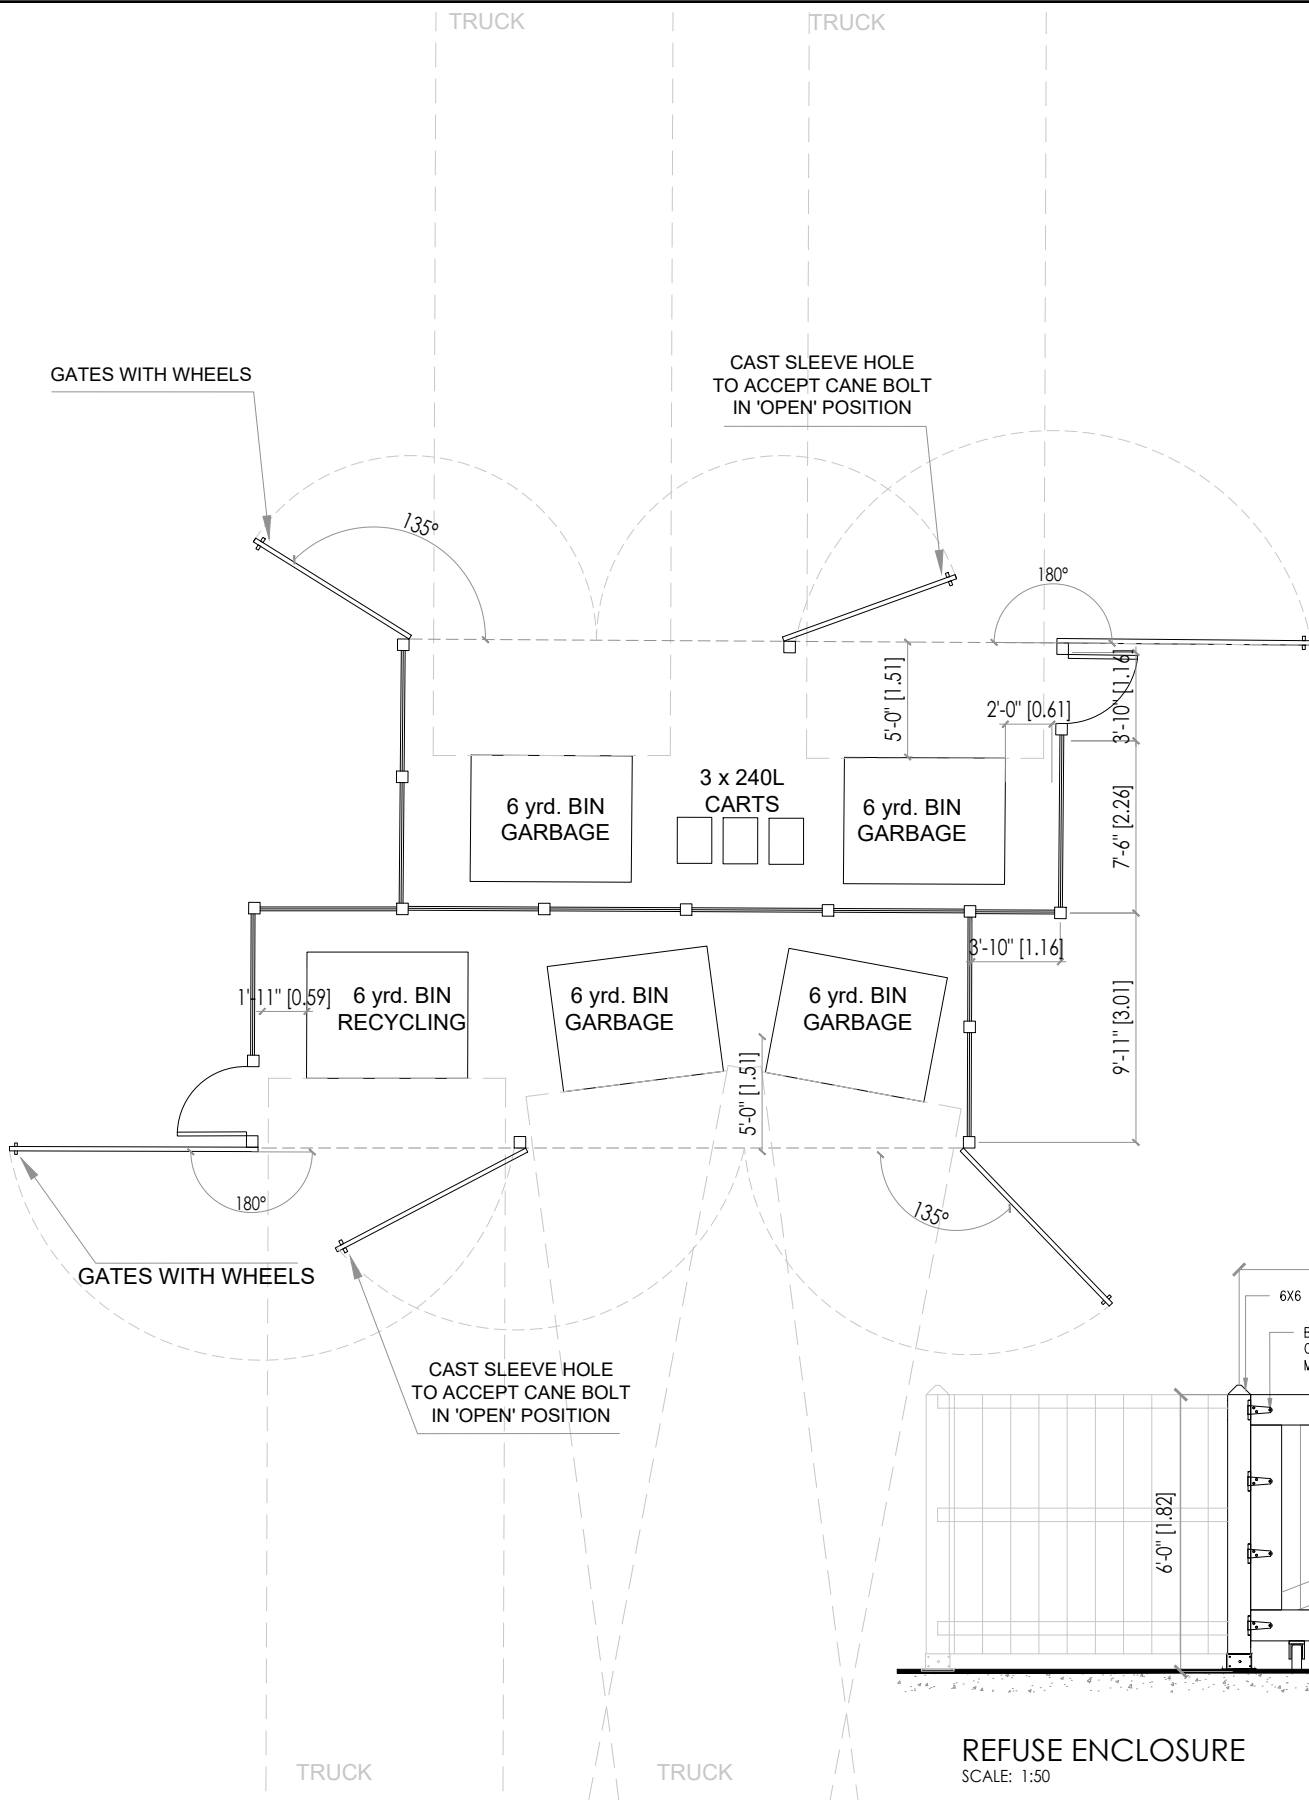 TRUCK
TRUCK
GATES WITH WHEELS
CAST SLEEVE HOLE
TO ACCEPT CANE BOLT
IN 'OPEN' POSITION
135°
180°
5'-0" [1.51]
2'-0" [0.61]
3'-10" [1.16]
6 yrd. BIN
GARBAGE
3 x 240L
CARTS
6 yrd. BIN
GARBAGE
7'-6" [2.26]
3'-10" [1.16]
1'-11" [0.59]
6 yrd. BIN
RECYCLING
6 yrd. BIN
GARBAGE
6 yrd. BIN
GARBAGE
9'-11" [3.01]
5'-0" [1.51]
180°
135°
GATES WITH WHEELS
CAST SLEEVE HOLE
TO ACCEPT CANE BOLT
IN 'OPEN' POSITION
6X6
6'-0" [1.82]
TRUCK
TRUCK
REFUSE ENCLOSURE
SCALE: 1:50